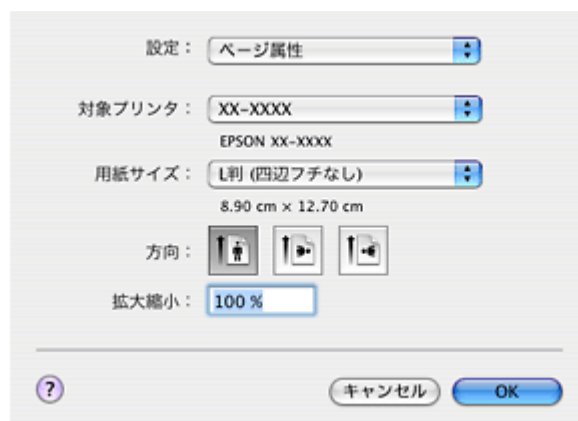 設定： ページ属性
対象プリンタ： XX-XXXX
EPSON XX-XXXX
用紙サイズ： L判 (四辺フチなし)
8.90 cm × 12.70 cm
方向：
拡大縮小： 100 %
?
キャンセル OK